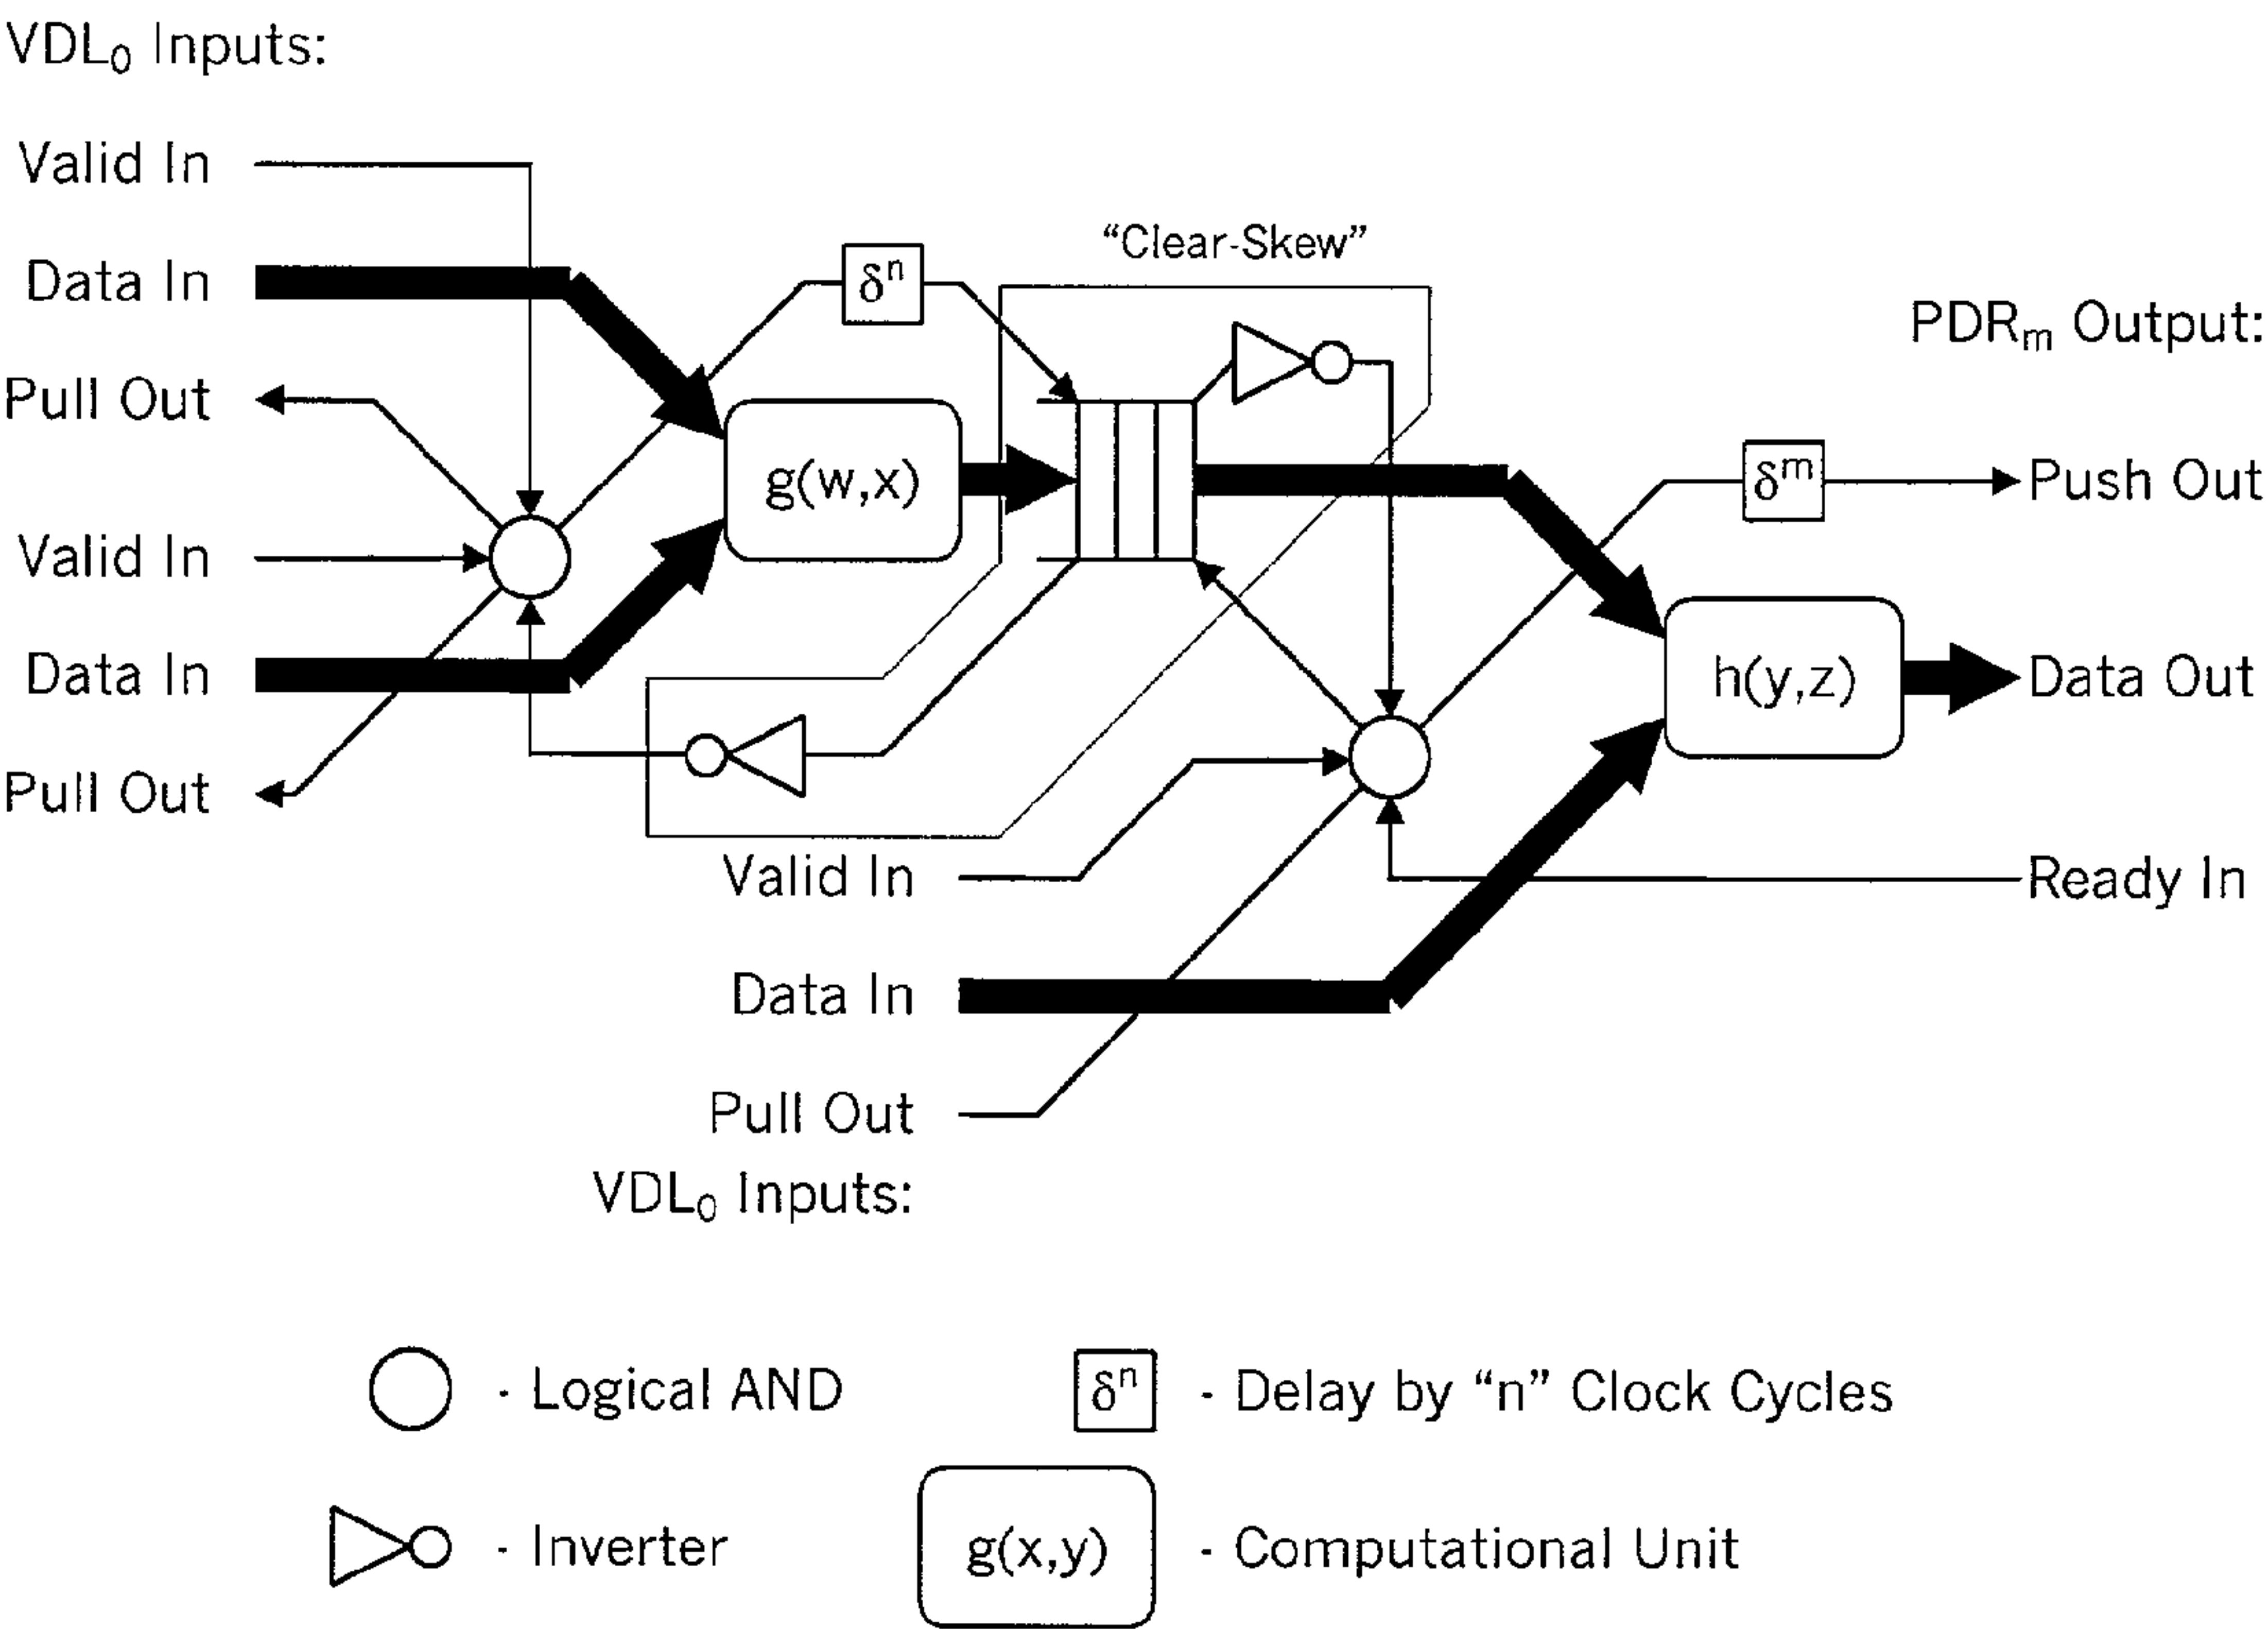 VDL₀ Inputs:
Valid In
Data In
Pull Out
Valid In
Data In
Pull Out
δⁿ
“Clear-Skew”
g(w,x)
PDRₘ Output:
δᵐ
Push Out
h(y,z)
Data Out
Ready In
Valid In
Data In
Pull Out
VDL₀ Inputs:
- Logical AND
δⁿ - Delay by “n” Clock Cycles
- Inverter
g(x,y) - Computational Unit